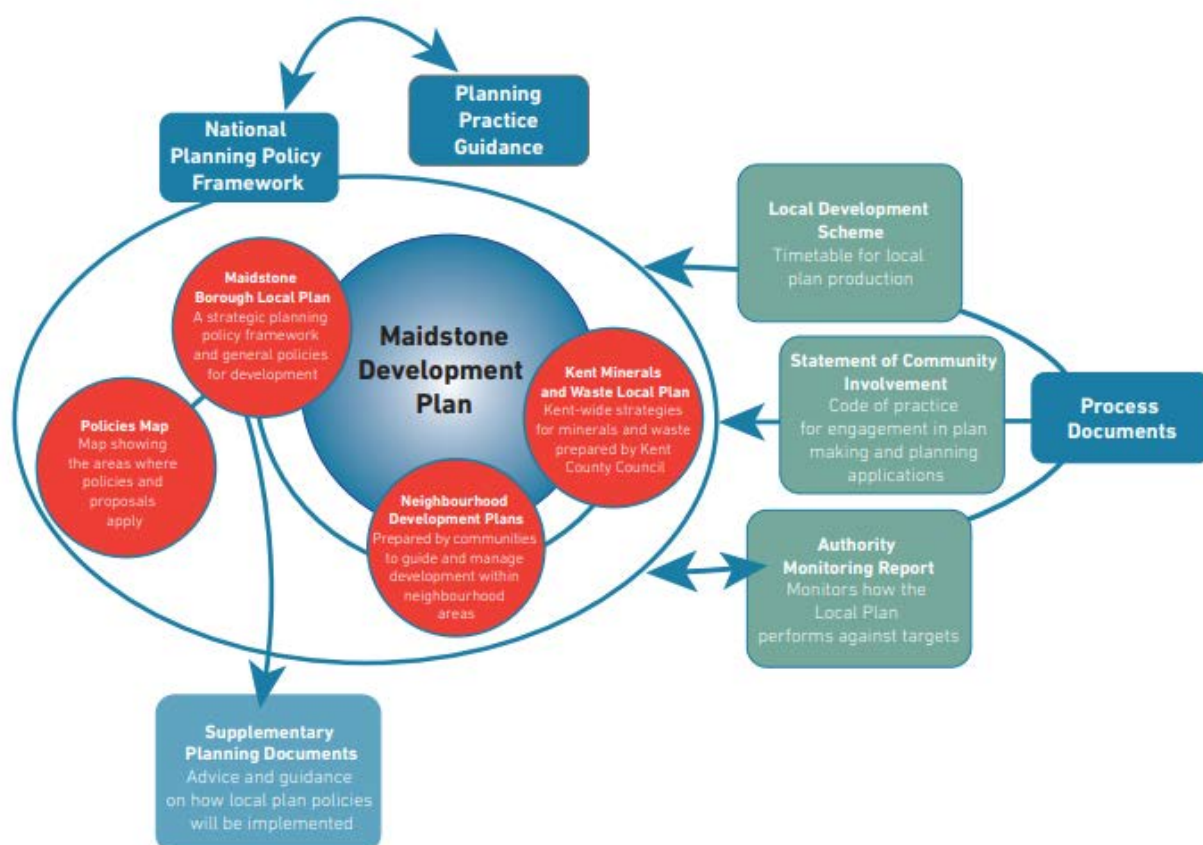 Planning
Practice
Guidance
National
Planning Policy
Framework
Local Development
Scheme
Timetable for local
plan production
Maidstone
Borough Local Plan
A strategic planning
policy framework
and general policies
for development
Maidstone
Development
Plan
Kent Minerals
and Waste Local Plan
Kent-wide strategies
for minerals and waste
prepared by Kent
County Council
Statement of Community
Involvement
Code of practice
for engagement in plan
making and planning
applications
Process
Documents
Policies Map
Map showing
the areas where
policies and
proposals
apply
Neighbourhood
Development Plans
Prepared by communities
to guide and manage
development within
neighbourhood
areas
Authority
Monitoring Report
Monitors how the
Local Plan
performs against targets
Supplementary
Planning Documents
Advice and guidance
on how local plan policies
will be implemented